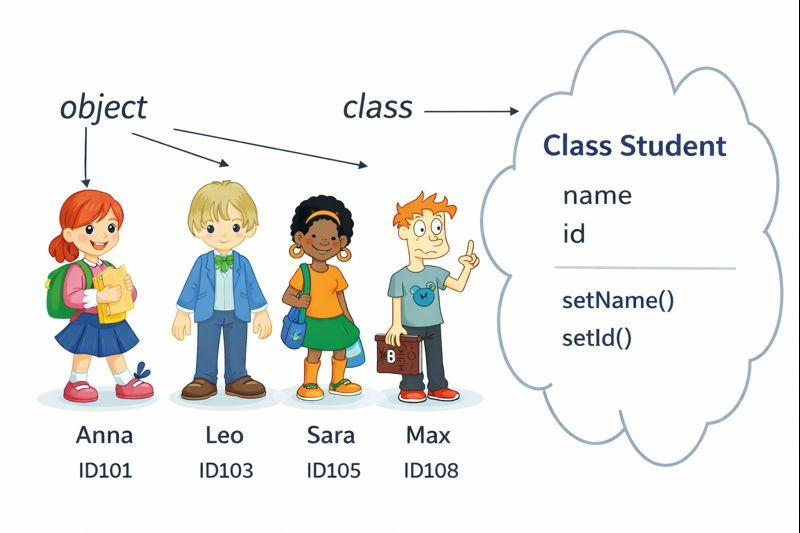 object
class
Class Student
name
id
setName()
setId()
B
Anna
Leo
Sara
Max
ID101
ID103
ID105
ID108